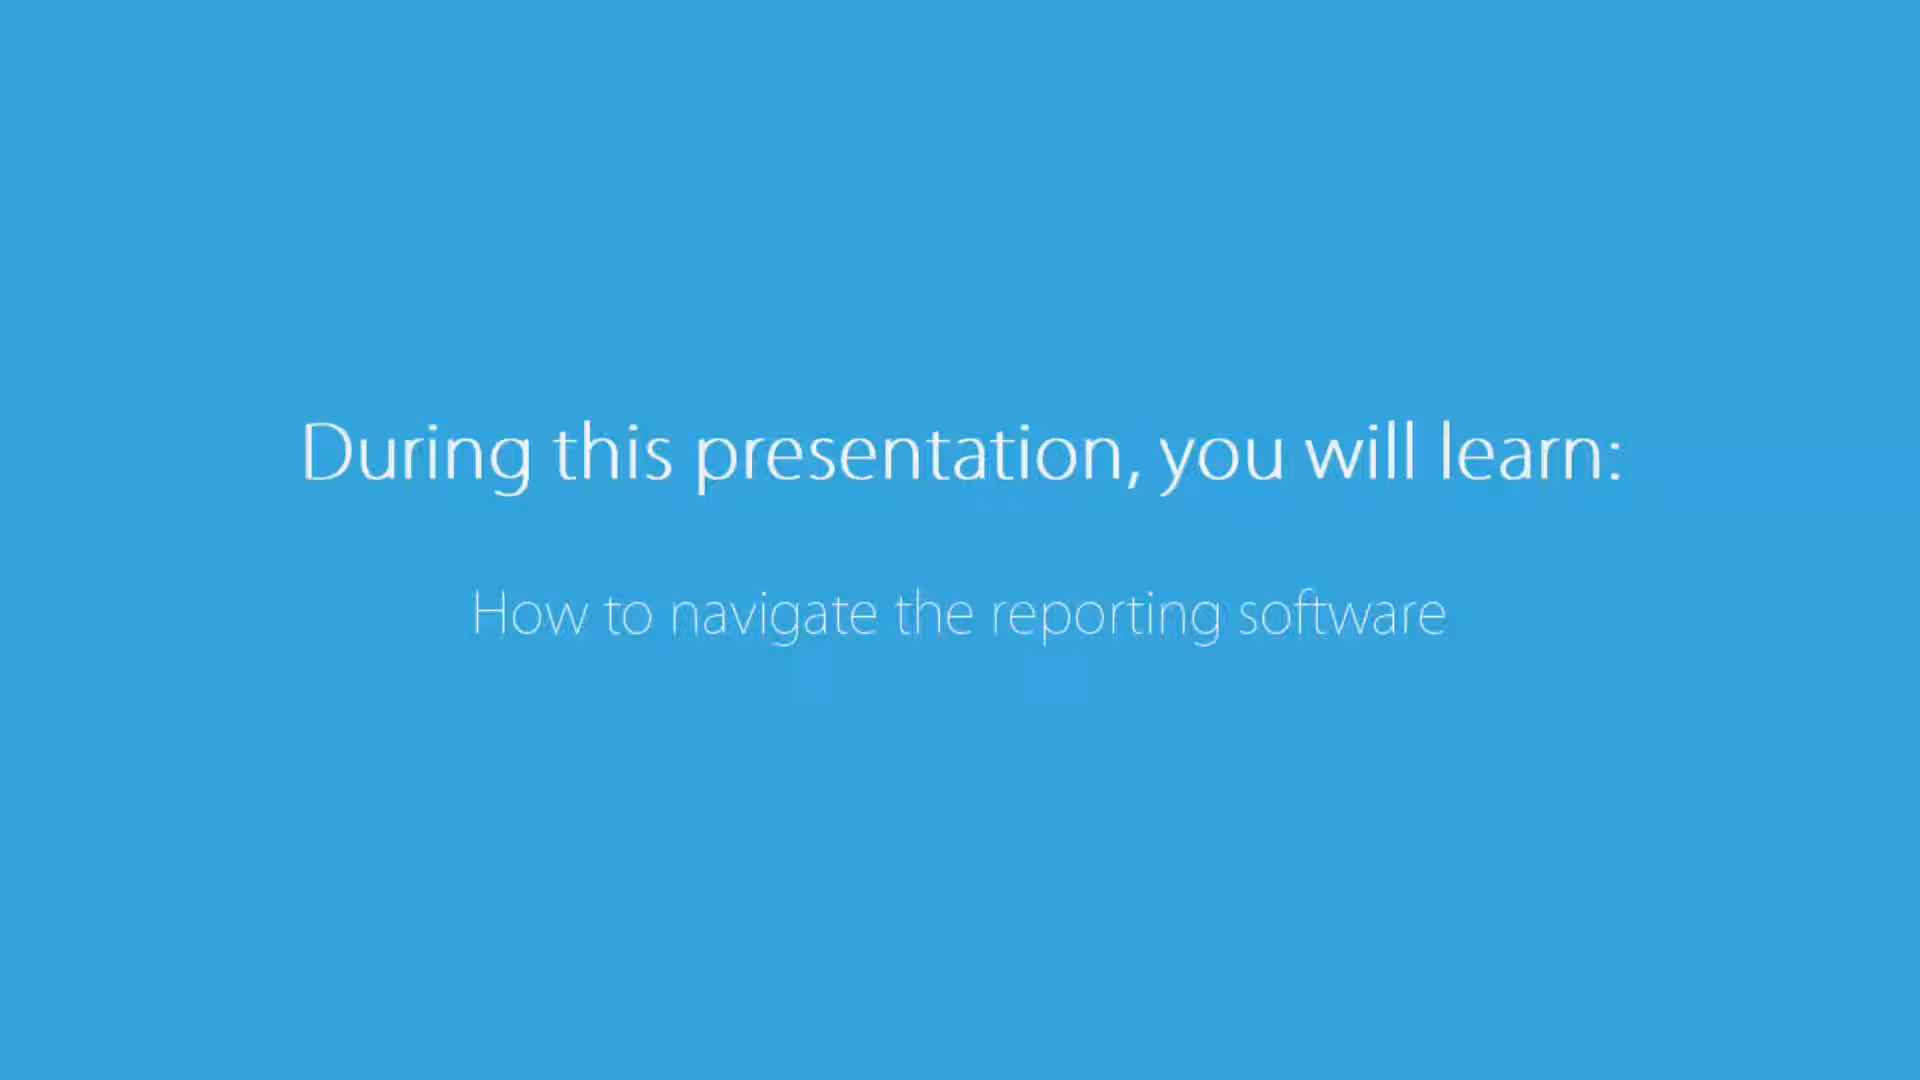 During this presentation, you will learn:
How to navigate the reporting software